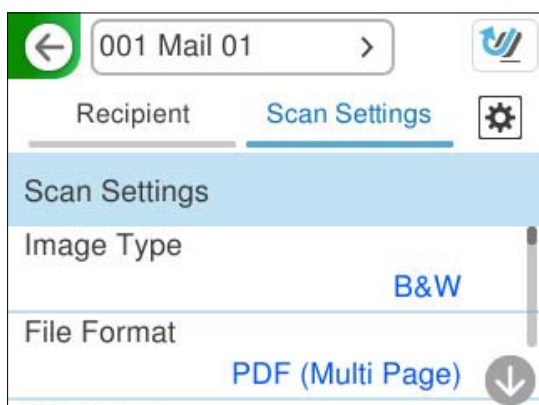 001 Mail 01
Recipient
Scan Settings
Scan Settings
Image Type
B&W
File Format
PDF (Multi Page)